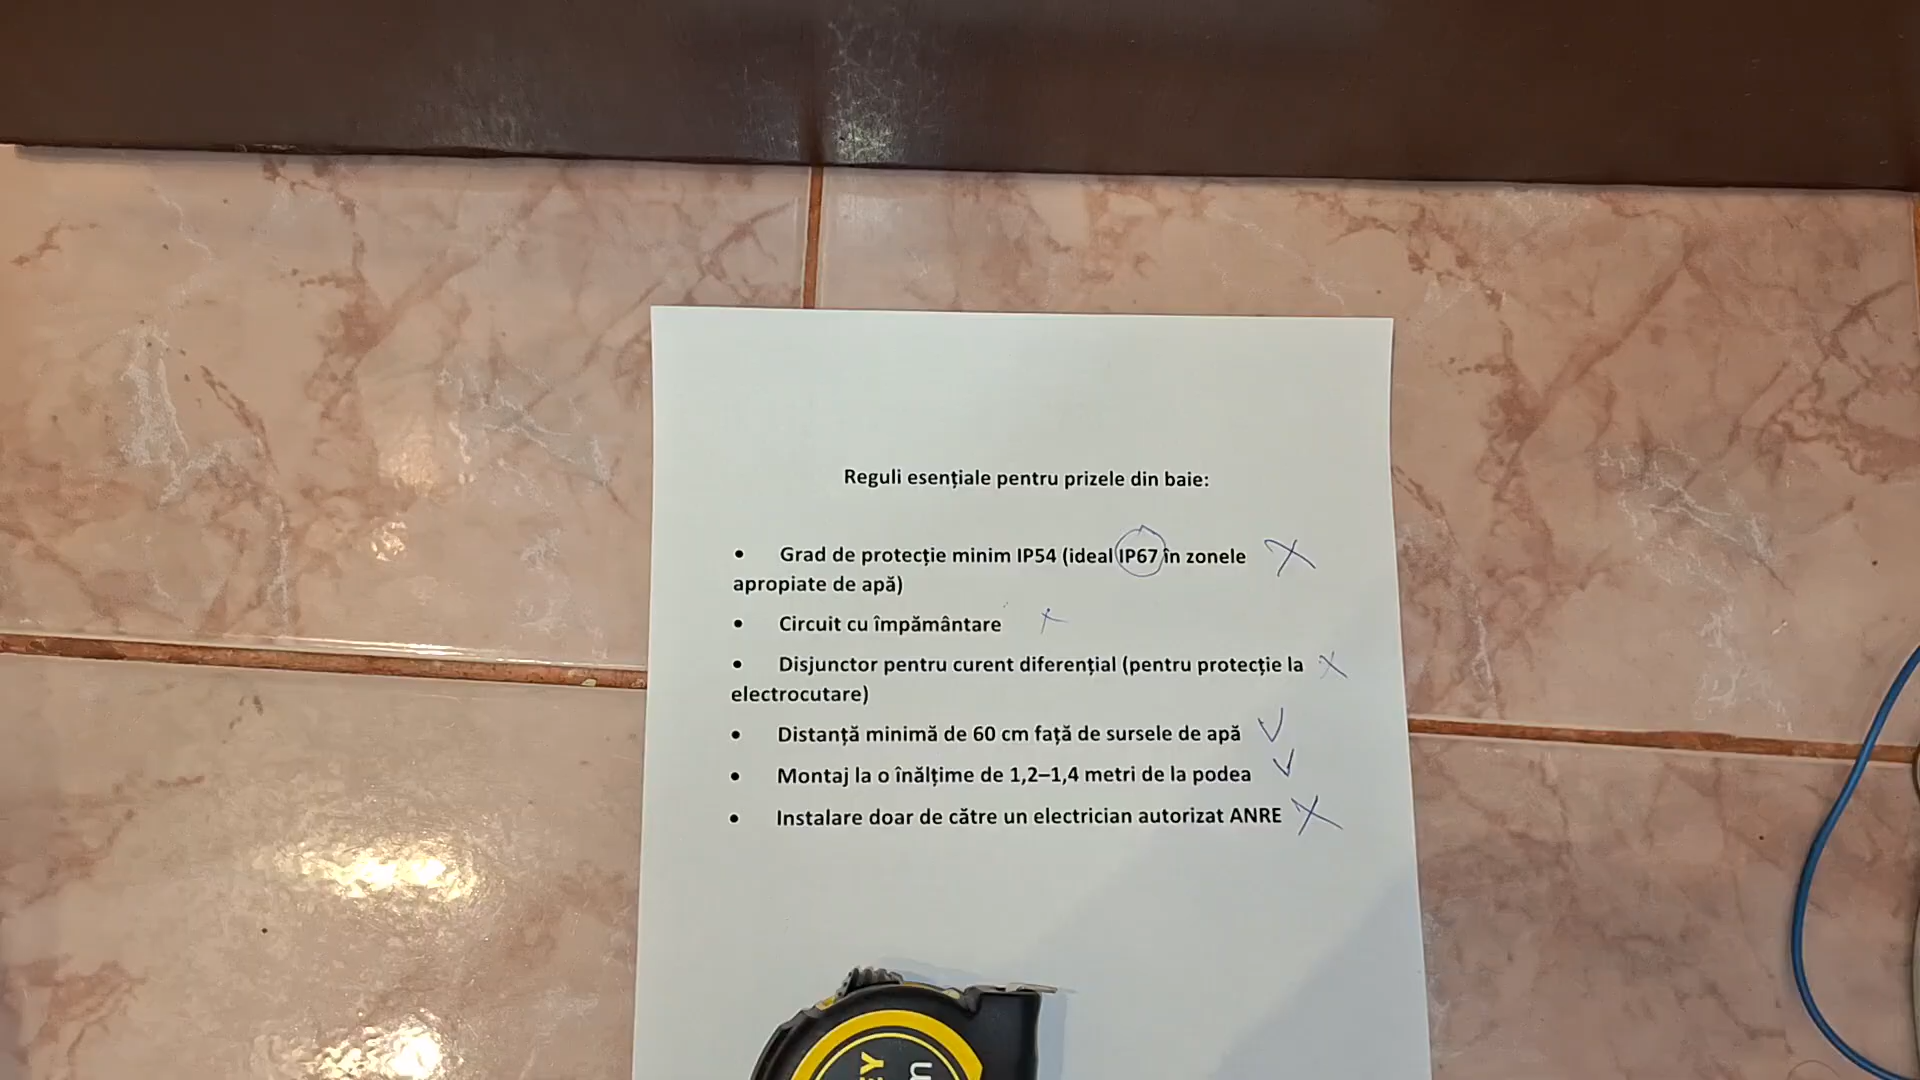 Reguli esențiale pentru prizele din baie:
• Grad de protecție minim IP54 (ideal IP67 în zonele
apropiate de apă)
• Circuit cu împământare
• Disjunctor pentru curent diferențial (pentru protecție la
electrocutare)
• Distanță minimă de 60 cm față de sursele de apă
• Montaj la o înălțime de 1,2–1,4 metri de la podea
• Instalare doar de către un electrician autorizat ANRE